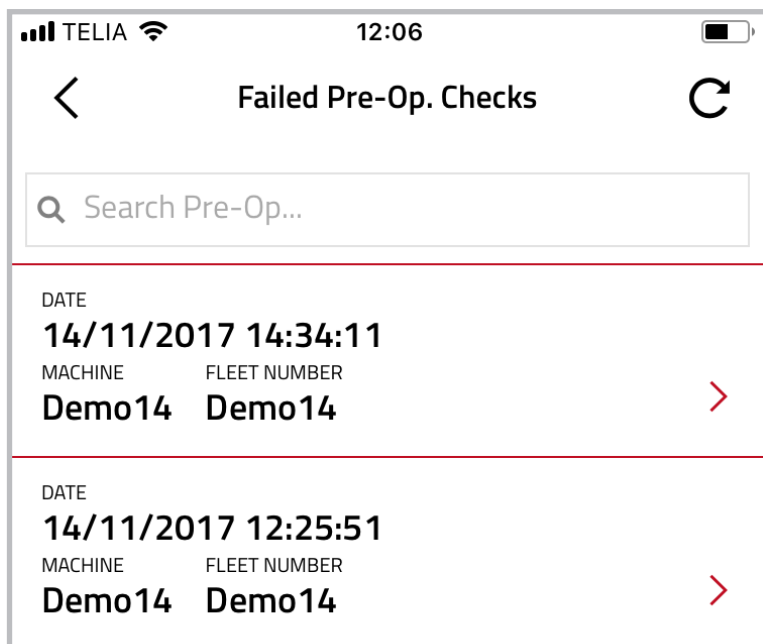 TELIA 12:06
Failed Pre-Op. Checks
Search Pre-Op...
DATE
14/11/2017 14:34:11
MACHINE FLEET NUMBER
Demo14 Demo14
DATE
14/11/2017 12:25:51
MACHINE FLEET NUMBER
Demo14 Demo14